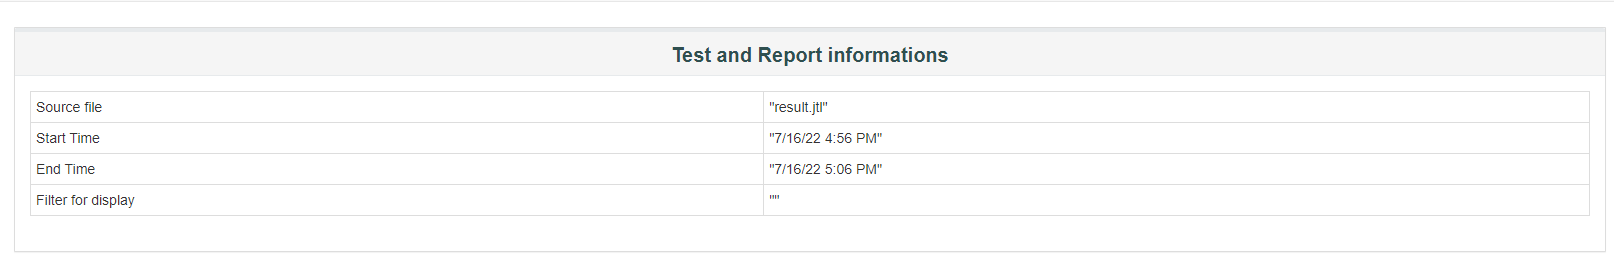 Test and Report informations
Source file "result.jtl"
Start Time "7/16/22 4:56 PM"
End Time "7/16/22 5:06 PM"
Filter for display ""